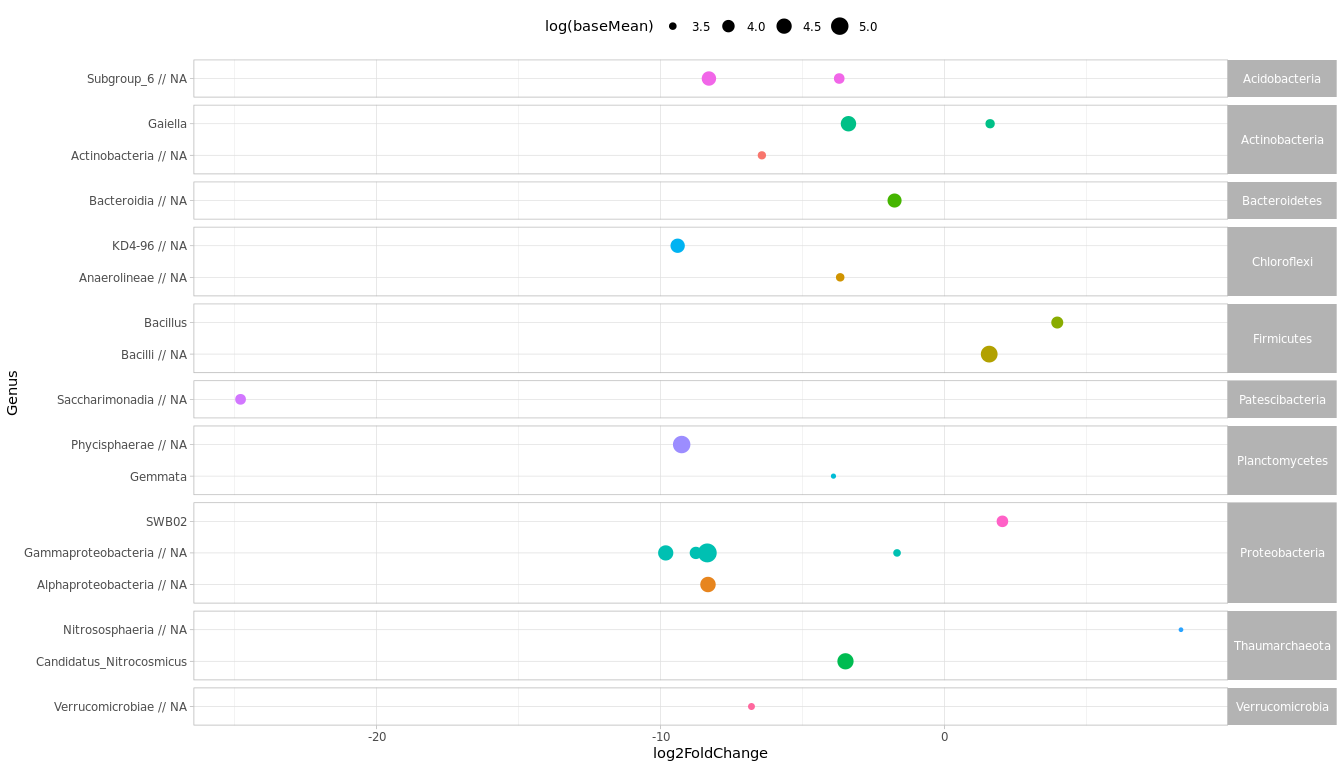 log(baseMean) 3.5 4.0 4.5 5.0
Subgroup_6 // NA
Acidobacteria
Gaiella
Actinobacteria // NA
Actinobacteria
Bacteroidia // NA
Bacteroidetes
KD4-96 // NA
Anaerolineae // NA
Chloroflexi
Bacillus
Bacilli // NA
Firmicutes
Saccharimonadia // NA
Patescibacteria
Phycisphaerae // NA
Gemmata
Planctomycetes
SWB02
Gammaproteobacteria // NA
Alphaproteobacteria // NA
Proteobacteria
Nitrososphaeria // NA
Candidatus_Nitrocosmicus
Thaumarchaeota
Verrucomicrobiae // NA
Verrucomicrobia
Genus
-20 -10 0
log2FoldChange